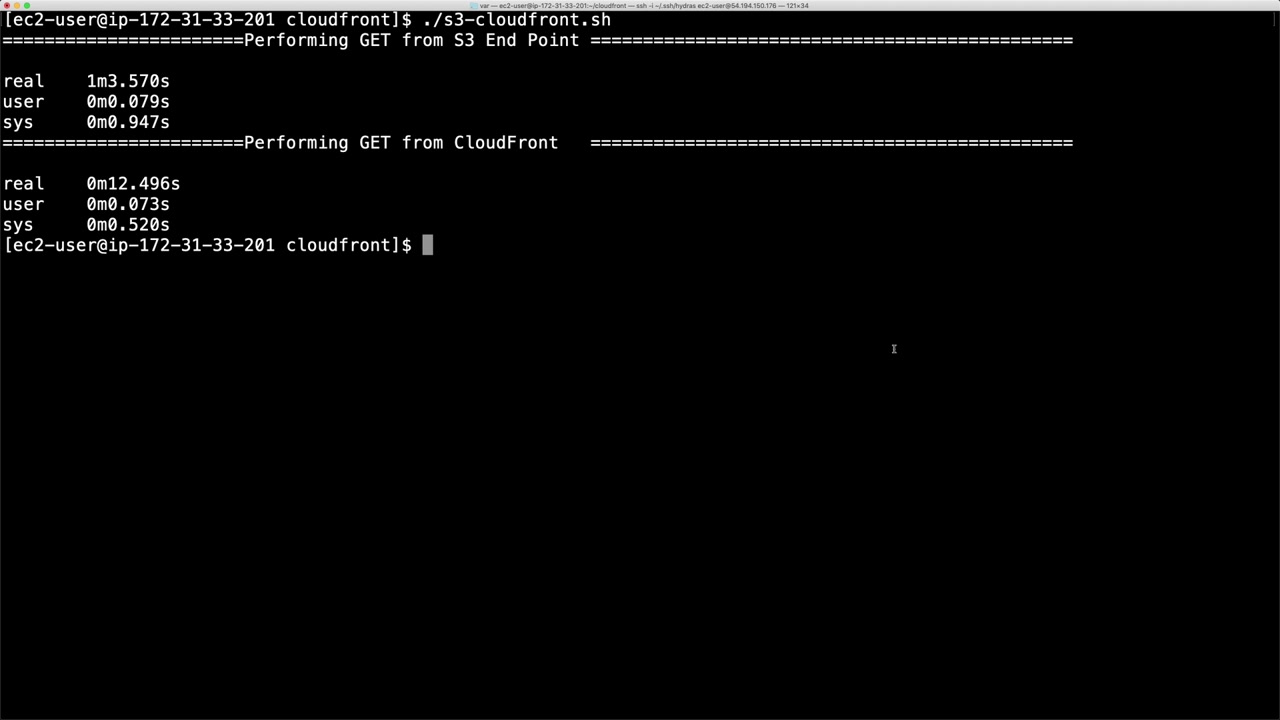 var — ec2-user@ip-172-31-33-201:~/cloudfront — ssh -i ~/.ssh/hydras ec2-user@54.194.150.176 — 121×34
[ec2-user@ip-172-31-33-201 cloudfront]$ ./s3-cloudfront.sh
=======================Performing GET from S3 End Point ==============================================
real    1m3.570s
user    0m0.079s
sys     0m0.947s
=======================Performing GET from CloudFront   ==============================================
real    0m12.496s
user    0m0.073s
sys     0m0.520s
[ec2-user@ip-172-31-33-201 cloudfront]$